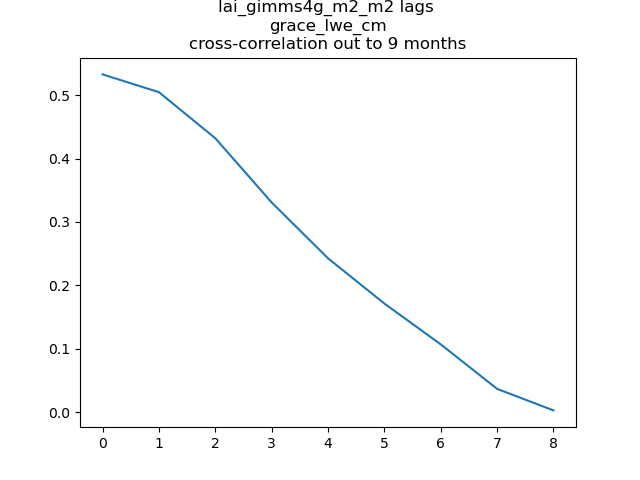 lai_gimms4g_m2_m2 lags
grace_lwe_cm
cross-correlation out to 9 months
0.5
0.4
0.3
0.2
0.1
0.0
0 1 2 3 4 5 6 7 8